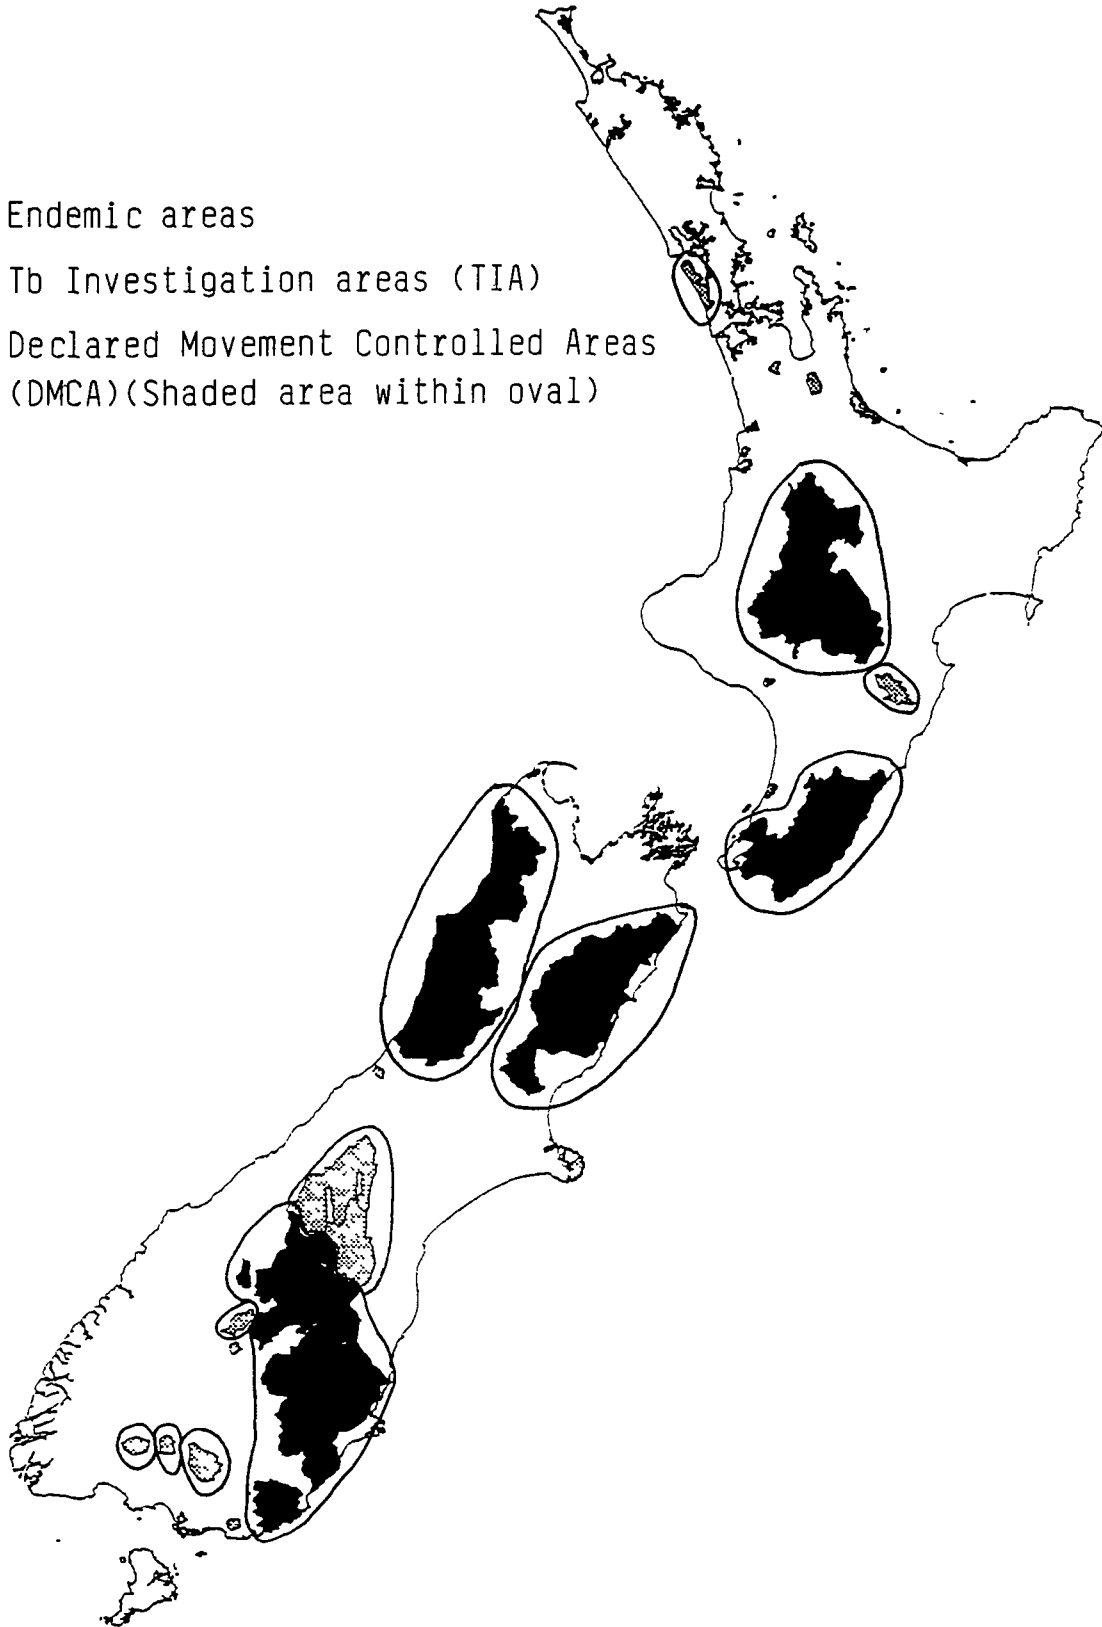 Endemic areas
Tb Investigation areas (TIA)
Declared Movement Controlled Areas
(DMCA)(Shaded area within oval)